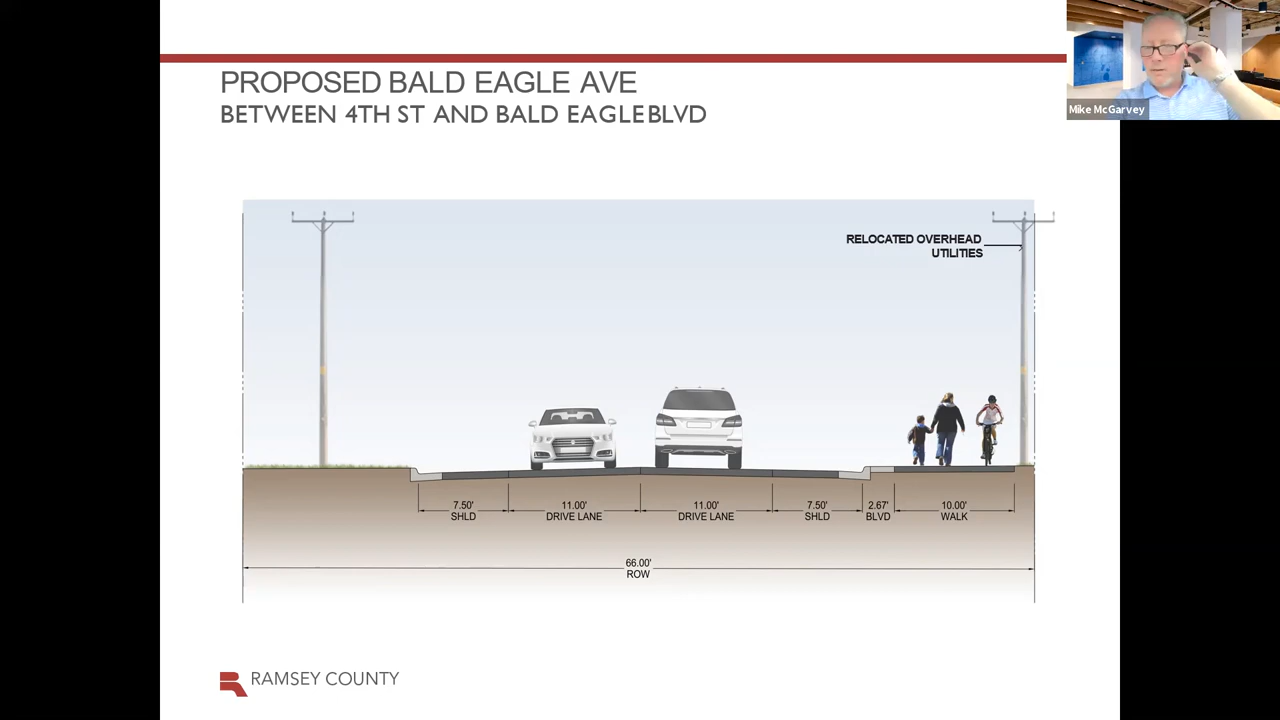 PROPOSED BALD EAGLE AVE
BETWEEN 4TH ST AND BALD EAGLE BLVD
Mike McGarvey
RELOCATED OVERHEAD
UTILITIES
7.50'
SHLD
11.00'
DRIVE LANE
11.00'
DRIVE LANE
7.50'
SHLD
2.67'
BLVD
10.00'
WALK
66.00'
ROW
RAMSEY COUNTY